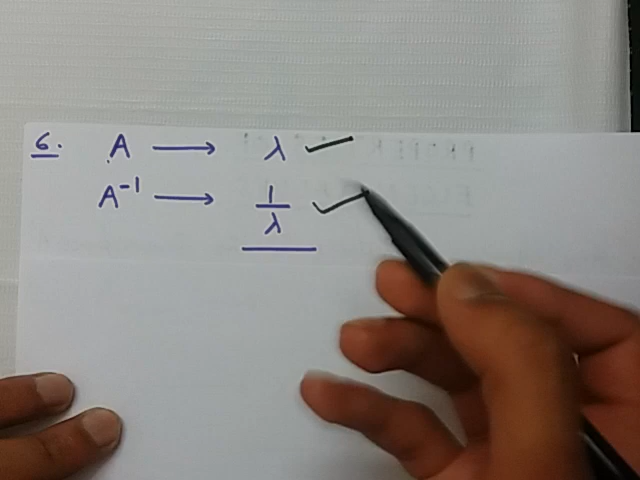 6. A → λ ✓
A⁻¹ → 1/λ ✓